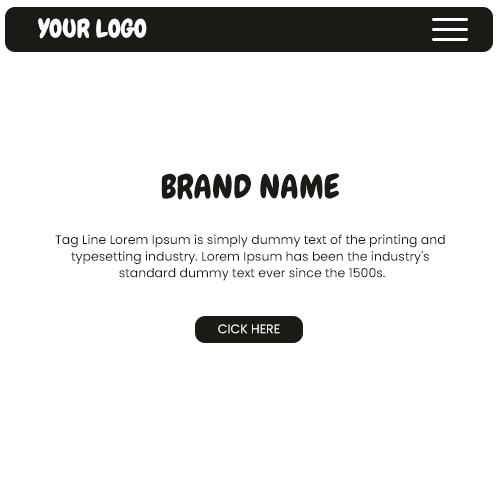 YOUR LOGO
BRAND NAME
Tag Line Lorem Ipsum is simply dummy text of the printing and
typesetting industry. Lorem Ipsum has been the industry's
standard dummy text ever since the 1500s.
CICK HERE